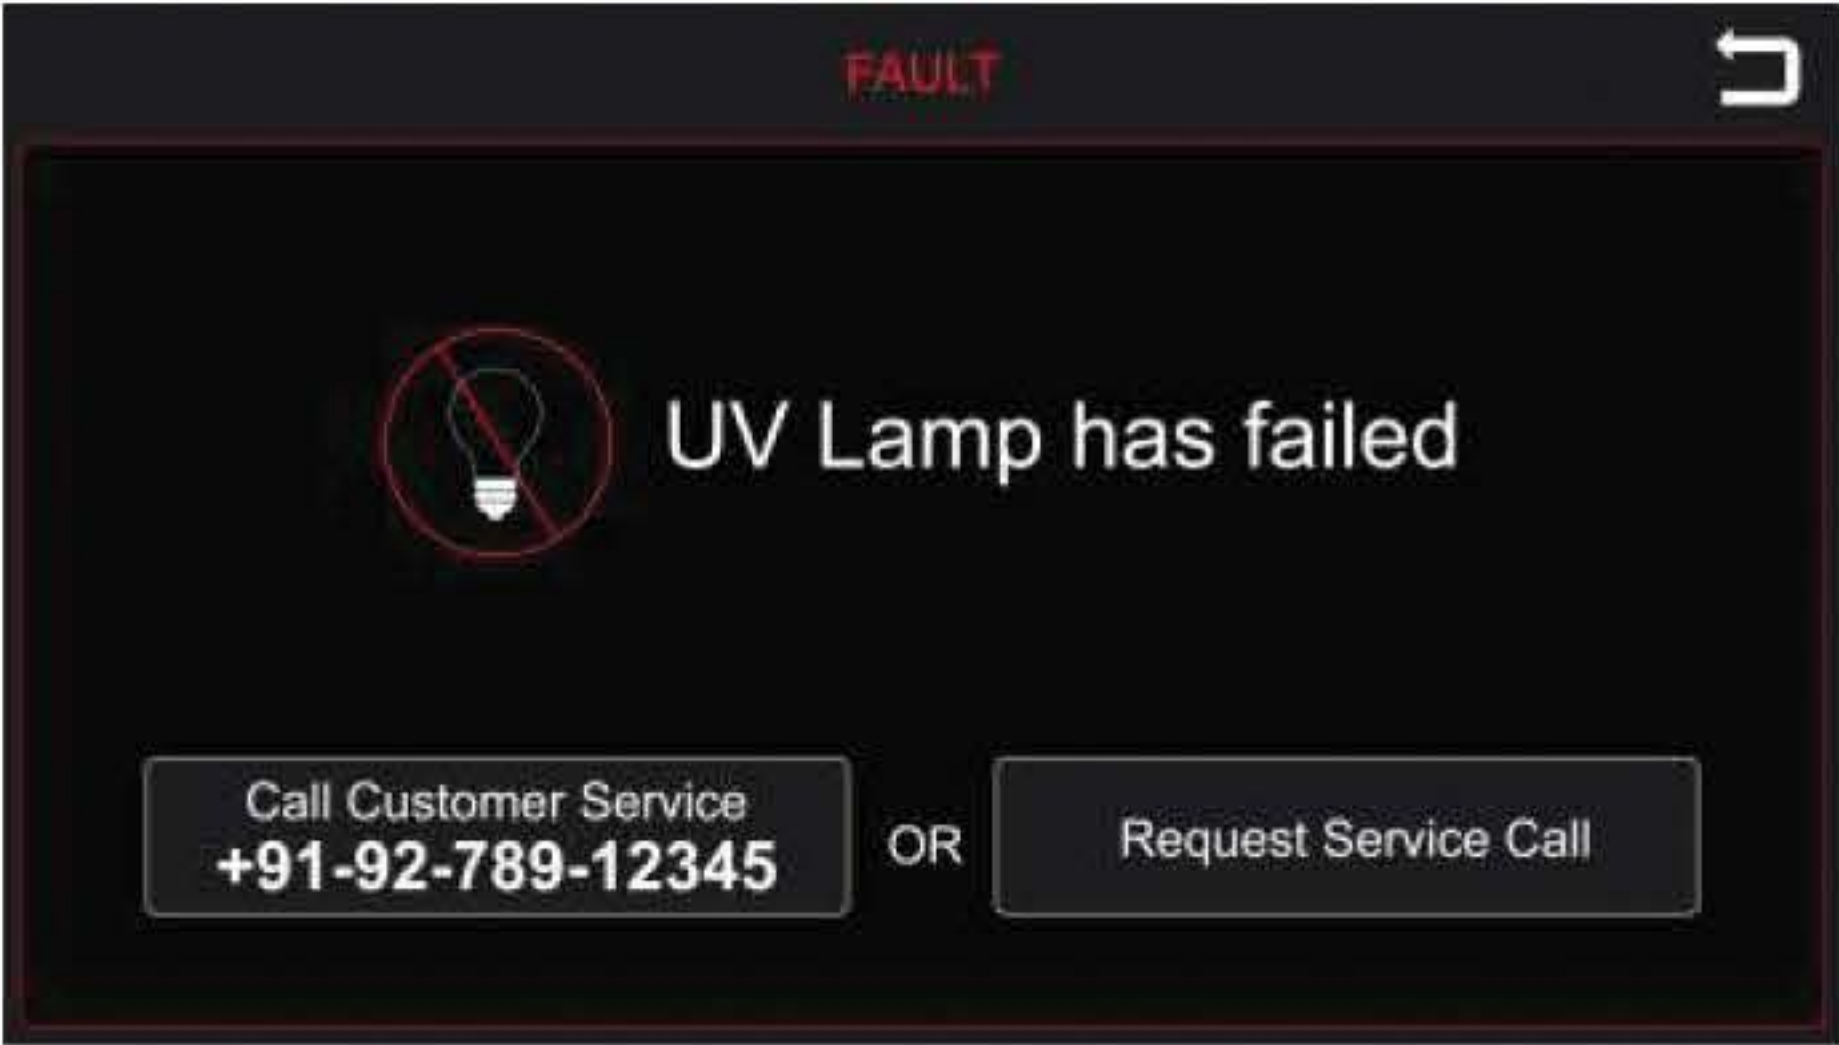 FAULT
UV Lamp has failed
Call Customer Service
+91-92-789-12345
OR
Request Service Call